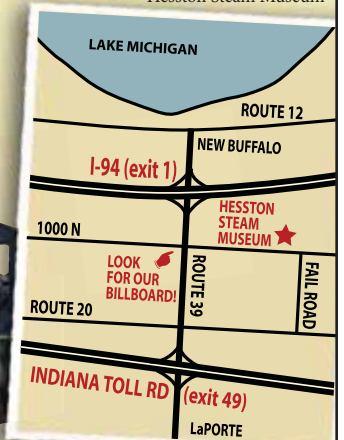 Hesston Steam Museum
LAKE MICHIGAN
ROUTE 12
NEW BUFFALO
I-94 (exit 1)
HESSTON
STEAM
MUSEUM
1000 N
LOOK
FOR OUR
BILLBOARD!
ROUTE 39
FAIL ROAD
ROUTE 20
INDIANA TOLL RD (exit 49)
LaPORTE